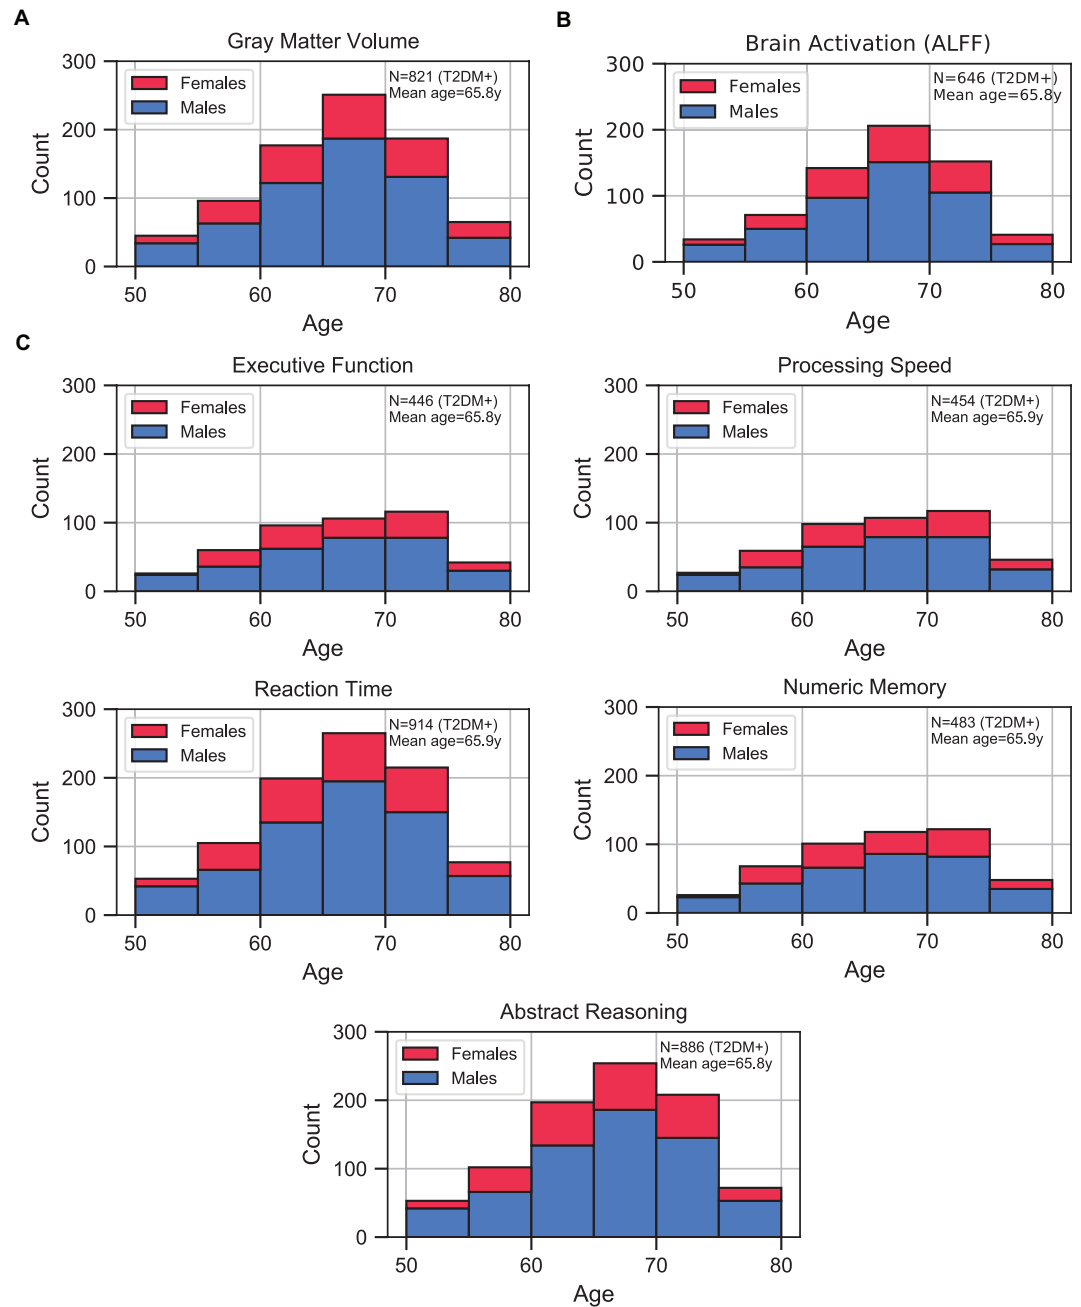 A
Gray Matter Volume
300
200
100
0
Count
Females
Males
N=821 (T2DM+)
Mean age=65.8y
50 60 70 80
Age
B
Brain Activation (ALFF)
300
200
100
0
Count
Females
Males
N=646 (T2DM+)
Mean age=65.8y
50 60 70 80
Age
C
Executive Function
300
200
100
0
Count
Females
Males
N=446 (T2DM+)
Mean age=65.8y
50 60 70 80
Age
Processing Speed
300
200
100
0
Count
Females
Males
N=454 (T2DM+)
Mean age=65.9y
50 60 70 80
Age
Reaction Time
300
200
100
0
Count
Females
Males
N=914 (T2DM+)
Mean age=65.9y
50 60 70 80
Age
Numeric Memory
300
200
100
0
Count
Females
Males
N=483 (T2DM+)
Mean age=65.9y
50 60 70 80
Age
Abstract Reasoning
300
200
100
0
Count
Females
Males
N=886 (T2DM+)
Mean age=65.8y
50 60 70 80
Age